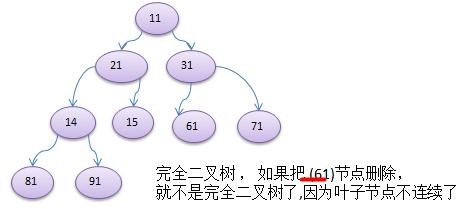 11
21 31
14 15 61 71
81 91
完全二叉树， 如果把 (61)节点删除，
就不是完全二叉树了,因为叶子节点不连续了